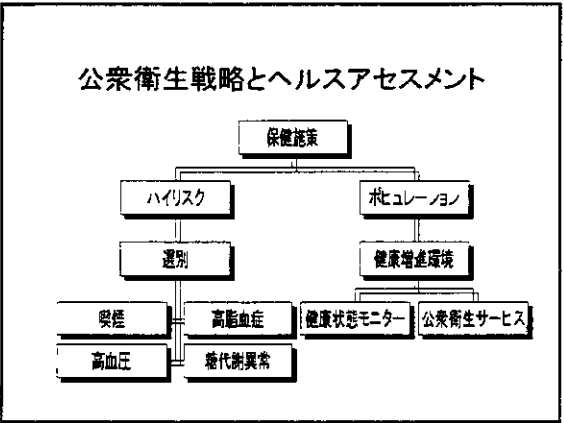 公衆衛生戦略とヘルスアセスメント
保健施策
ハイリスク
ポピュレーション
選別
健康増進環境
喫煙
高脂血症
健康状態モニター
公衆衛生サービス
高血圧
糖代謝異常